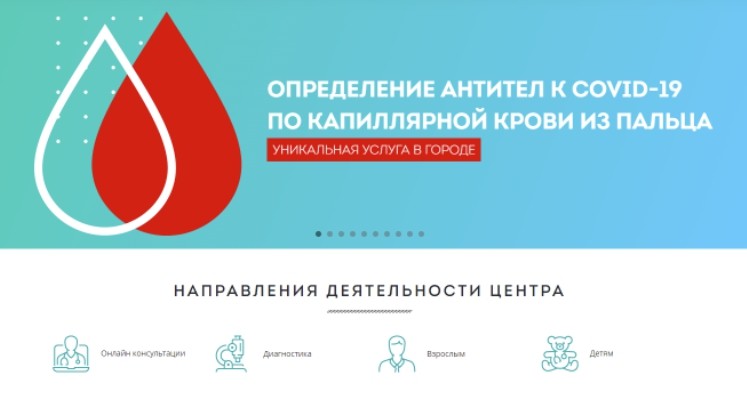 ОПРЕДЕЛЕНИЕ АНТИТЕЛ К COVID-19
ПО КАПИЛЛЯРНОЙ КРОВИ ИЗ ПАЛЬЦА
УНИКАЛЬНАЯ УСЛУГА В ГОРОДЕ
НАПРАВЛЕНИЯ ДЕЯТЕЛЬНОСТИ ЦЕНТРА
Онлайн консультации
Диагностика
Взрослым
Детям